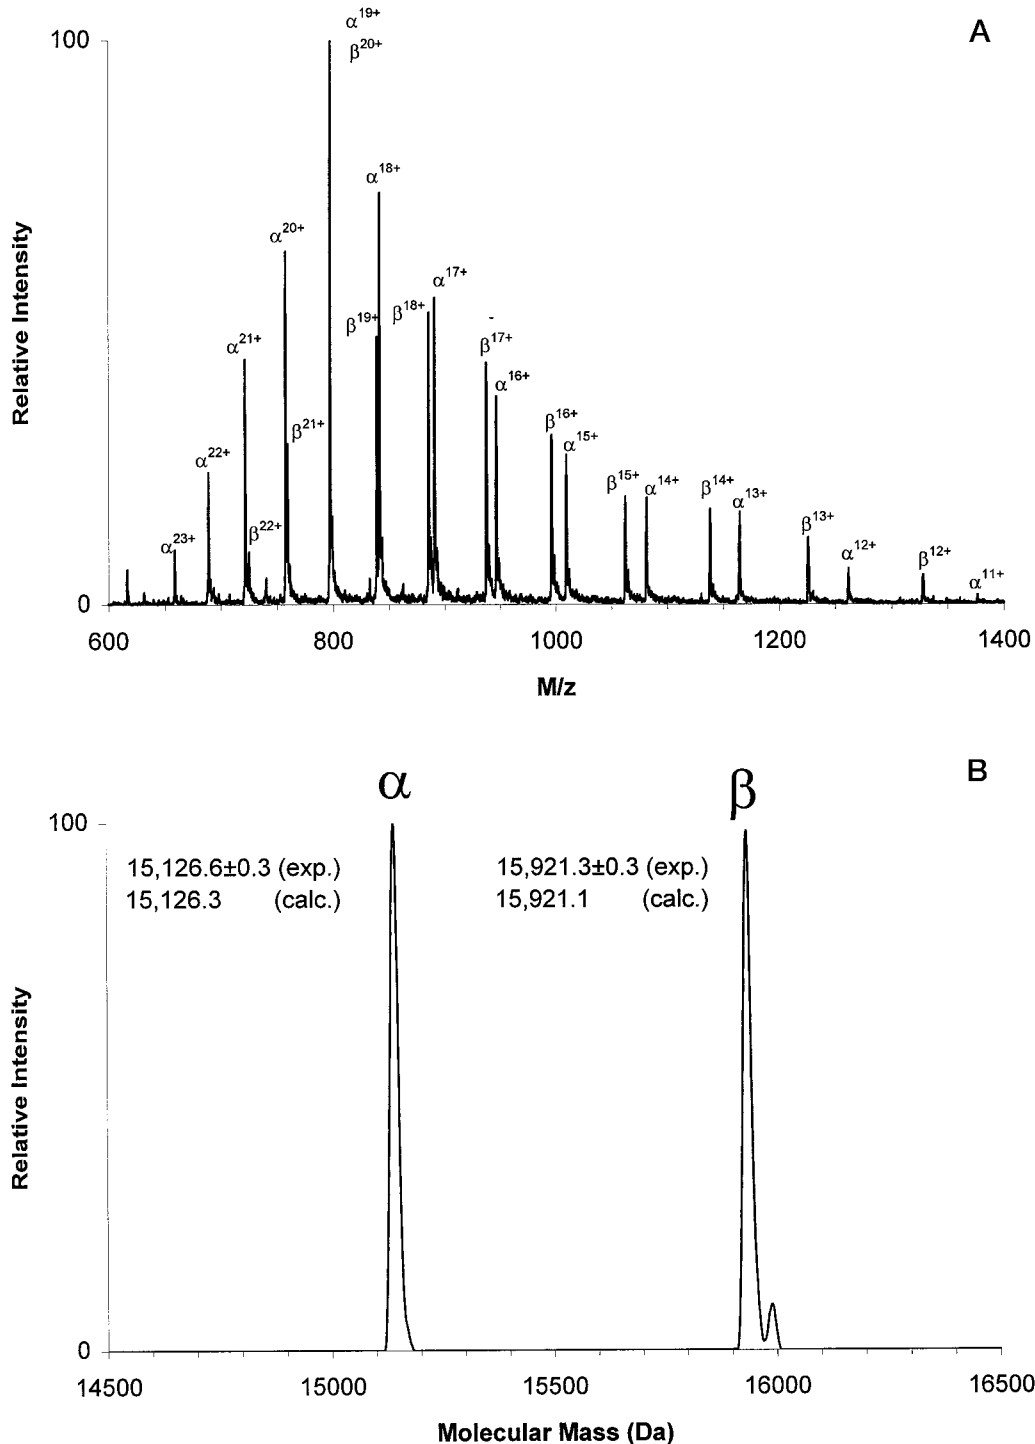 A
α19+
β20+
100
α18+
α20+
α17+
β18+
β19+
β17+
α21+
α16+
β21+
β16+
α15+
α22+
β15+
α14+
β14+
α13+
β22+
α23+
β13+
α12+
β12+
α11+
0
600 800 1000 1200 1400
M/z
Relative Intensity
B
α β
100
15,126.6±0.3 (exp.)
15,126.3 (calc.)
15,921.3±0.3 (exp.)
15,921.1 (calc.)
Relative Intensity
0
14500 15000 15500 16000 16500
Molecular Mass (Da)